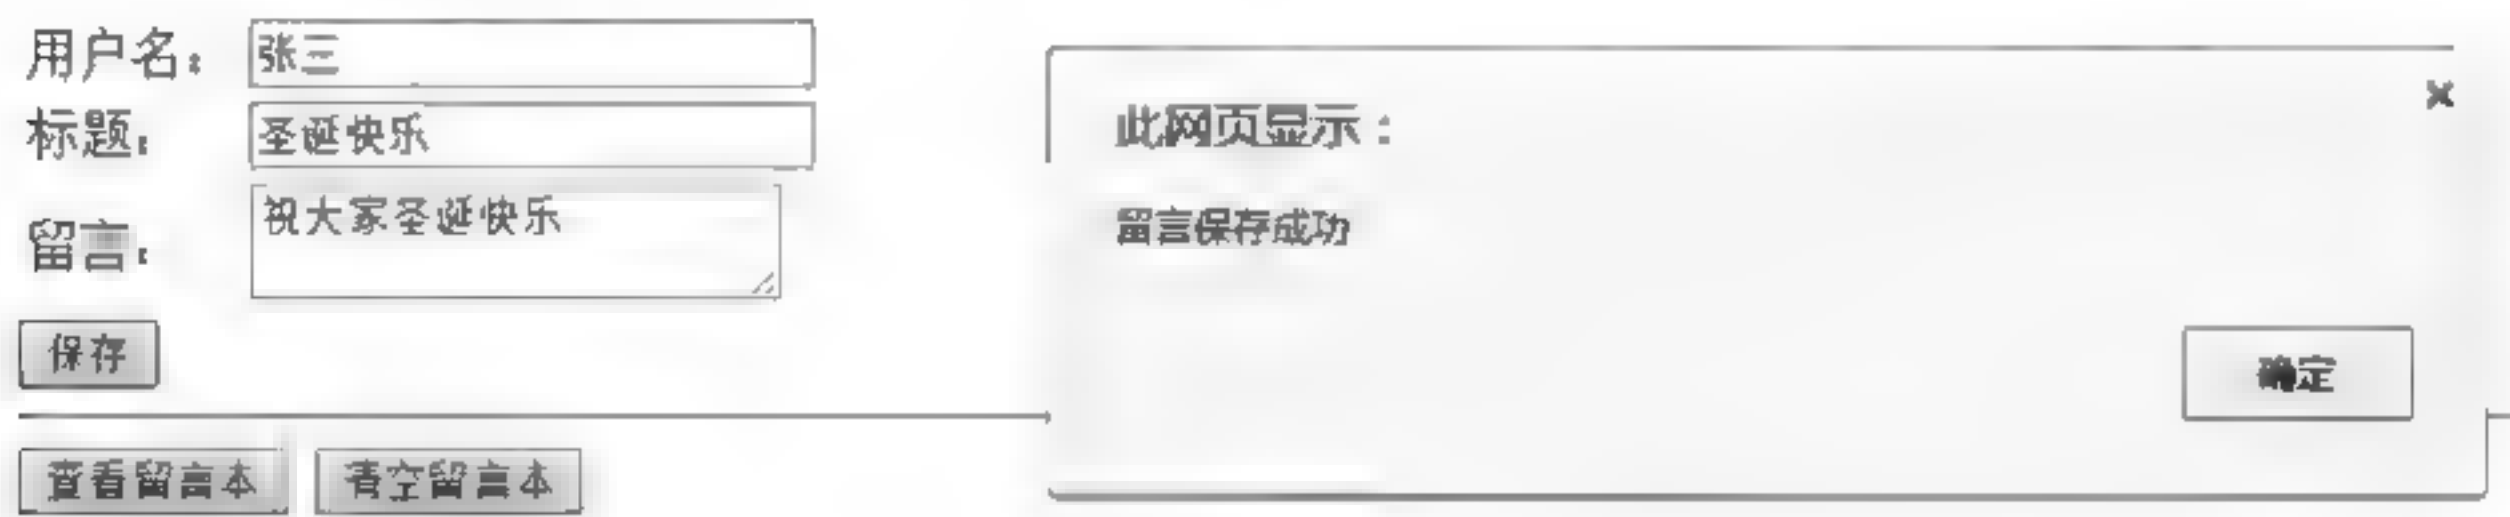 用户名: 张三
标题: 圣诞快乐
留言: 祝大家圣诞快乐
保存
查看留言本 清空留言本
此网页显示：
留言保存成功
确定